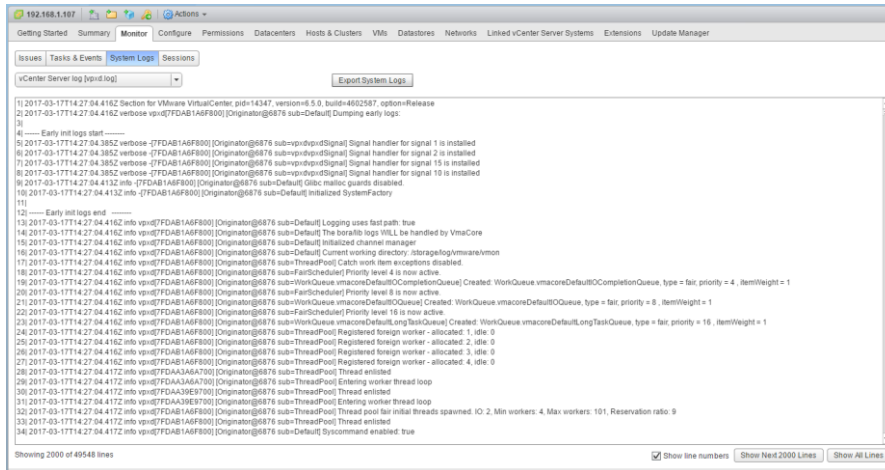 192.168.1.107 Actions
Getting Started Summary Monitor Configure Permissions Datacenters Hosts & Clusters VMs Datastores Networks Linked vCenter Server Systems Extensions Update Manager
Issues Tasks & Events System Logs Sessions
vCenter Server log [vpxd.log] Export System Logs
1| 2017-03-17T14:27:04.416Z Section for VMware VirtualCenter, pid=14347, version=6.5.0, build=4602587, option=Release
2| 2017-03-17T14:27:04.416Z verbose vpxd[7FDAB1A6F800] [Originator@6876 sub=Default] Dumping early logs:
3|
4| ------ Early init logs start --------
5| 2017-03-17T14:27:04.385Z verbose -[7FDAB1A6F800] [Originator@6876 sub=vpxdvpxdSignal] Signal handler for signal 1 is installed
6| 2017-03-17T14:27:04.385Z verbose -[7FDAB1A6F800] [Originator@6876 sub=vpxdvpxdSignal] Signal handler for signal 2 is installed
7| 2017-03-17T14:27:04.385Z verbose -[7FDAB1A6F800] [Originator@6876 sub=vpxdvpxdSignal] Signal handler for signal 15 is installed
8| 2017-03-17T14:27:04.385Z verbose -[7FDAB1A6F800] [Originator@6876 sub=vpxdvpxdSignal] Signal handler for signal 10 is installed
9| 2017-03-17T14:27:04.413Z info -[7FDAB1A6F800] [Originator@6876 sub=Default] Glibc malloc guards disabled.
10| 2017-03-17T14:27:04.413Z info -[7FDAB1A6F800] [Originator@6876 sub=Default] Initialized SystemFactory
11|
12| ------ Early init logs end --------
13| 2017-03-17T14:27:04.416Z info vpxd[7FDAB1A6F800] [Originator@6876 sub=Default] Logging uses fast path: true
14| 2017-03-17T14:27:04.416Z info vpxd[7FDAB1A6F800] [Originator@6876 sub=Default] The bora/lib logs WILL be handled by VmaCore
15| 2017-03-17T14:27:04.416Z info vpxd[7FDAB1A6F800] [Originator@6876 sub=Default] Initialized channel manager
16| 2017-03-17T14:27:04.416Z info vpxd[7FDAB1A6F800] [Originator@6876 sub=Default] Current working directory: /storage/log/vmware/vmon
17| 2017-03-17T14:27:04.416Z info vpxd[7FDAB1A6F800] [Originator@6876 sub=ThreadPool] Catch work item exceptions disabled.
18| 2017-03-17T14:27:04.416Z info vpxd[7FDAB1A6F800] [Originator@6876 sub=FairScheduler] Priority level 4 is now active.
19| 2017-03-17T14:27:04.416Z info vpxd[7FDAB1A6F800] [Originator@6876 sub=WorkQueue.vmacoreDefaultIOCompletionQueue] Created: WorkQueue.vmacoreDefaultIOCompletionQueue, type = fair, priority = 4 , itemWeight = 1
20| 2017-03-17T14:27:04.416Z info vpxd[7FDAB1A6F800] [Originator@6876 sub=FairScheduler] Priority level 8 is now active.
21| 2017-03-17T14:27:04.416Z info vpxd[7FDAB1A6F800] [Originator@6876 sub=WorkQueue.vmacoreDefaultIOQueue] Created: WorkQueue.vmacoreDefaultIOQueue, type = fair, priority = 8 , itemWeight = 1
22| 2017-03-17T14:27:04.416Z info vpxd[7FDAB1A6F800] [Originator@6876 sub=FairScheduler] Priority level 16 is now active.
23| 2017-03-17T14:27:04.416Z info vpxd[7FDAB1A6F800] [Originator@6876 sub=WorkQueue.vmacoreDefaultLongTaskQueue] Created: WorkQueue.vmacoreDefaultLongTaskQueue, type = fair, priority = 16 , itemWeight = 1
24| 2017-03-17T14:27:04.417Z info vpxd[7FDAB1A6F800] [Originator@6876 sub=ThreadPool] Registered foreign worker - allocated: 1, idle: 0
25| 2017-03-17T14:27:04.417Z info vpxd[7FDAB1A6F800] [Originator@6876 sub=ThreadPool] Registered foreign worker - allocated: 2, idle: 0
26| 2017-03-17T14:27:04.417Z info vpxd[7FDAB1A6F800] [Originator@6876 sub=ThreadPool] Registered foreign worker - allocated: 3, idle: 0
27| 2017-03-17T14:27:04.417Z info vpxd[7FDAB1A6F800] [Originator@6876 sub=ThreadPool] Registered foreign worker - allocated: 4, idle: 0
28| 2017-03-17T14:27:04.417Z info vpxd[7FDAA3A6A700] [Originator@6876 sub=ThreadPool] Thread enlisted
29| 2017-03-17T14:27:04.417Z info vpxd[7FDAA3A6A700] [Originator@6876 sub=ThreadPool] Entering worker thread loop
30| 2017-03-17T14:27:04.417Z info vpxd[7FDAA39E9700] [Originator@6876 sub=ThreadPool] Thread enlisted
31| 2017-03-17T14:27:04.417Z info vpxd[7FDAA39E9700] [Originator@6876 sub=ThreadPool] Entering worker thread loop
32| 2017-03-17T14:27:04.417Z info vpxd[7FDAB1A6F800] [Originator@6876 sub=ThreadPool] Thread pool fair initial threads spawned. IO: 2, Min workers: 4, Max workers: 101, Reservation ratio: 9
33| 2017-03-17T14:27:04.417Z info vpxd[7FDAB1A6F800] [Originator@6876 sub=ThreadPool] Thread enlisted
34| 2017-03-17T14:27:04.417Z info vpxd[7FDAB1A6F800] [Originator@6876 sub=Default] Syscommand enabled: true
Showing 2000 of 49548 lines Show line numbers Show Next 2000 Lines Show All Lines